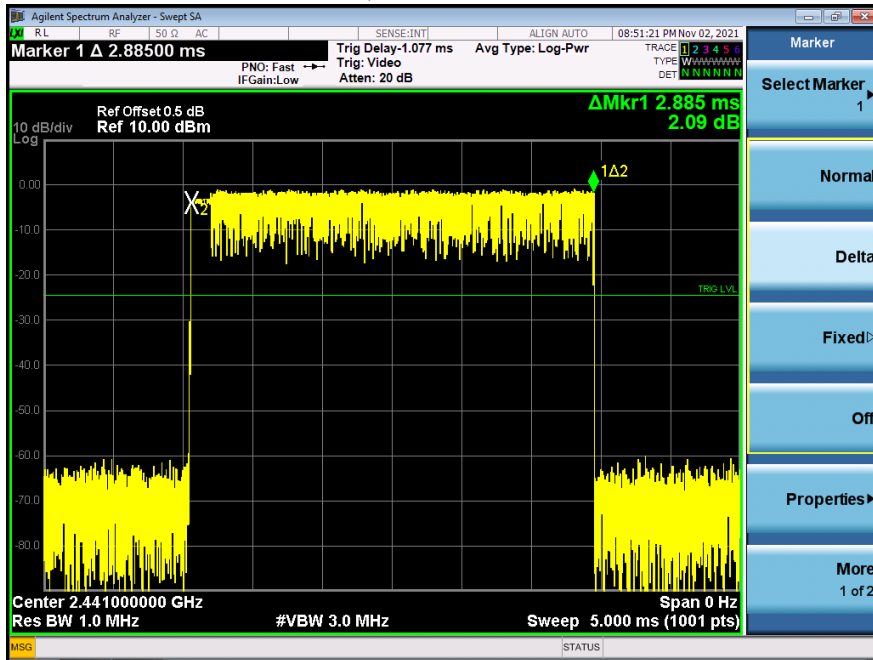 Agilent Spectrum Analyzer - Swept SA
LXI RL RF 50 Ω AC SENSE:INT ALIGN AUTO 08:51:21 PM Nov 02, 2021
Marker 1 Δ 2.88500 ms
PNO: Fast
IFGain:Low
Trig Delay-1.077 ms
Trig: Video
Atten: 20 dB
Avg Type: Log-Pwr
TRACE 1 2 3 4 5 6
TYPE WWWWWW
DET N N N N N N
Ref Offset 0.5 dB
10 dB/div Ref 10.00 dBm
Log
ΔMkr1 2.885 ms
2.09 dB
0.00
-10.0
-20.0
-30.0
-40.0
-50.0
-60.0
-70.0
-80.0
1Δ2
X2
TRIG LVL
Center 2.441000000 GHz Span 0 Hz
Res BW 1.0 MHz #VBW 3.0 MHz Sweep 5.000 ms (1001 pts)
MSG STATUS
Marker
Select Marker
1
Normal
Delta
Fixed
Off
Properties
More
1 of 2